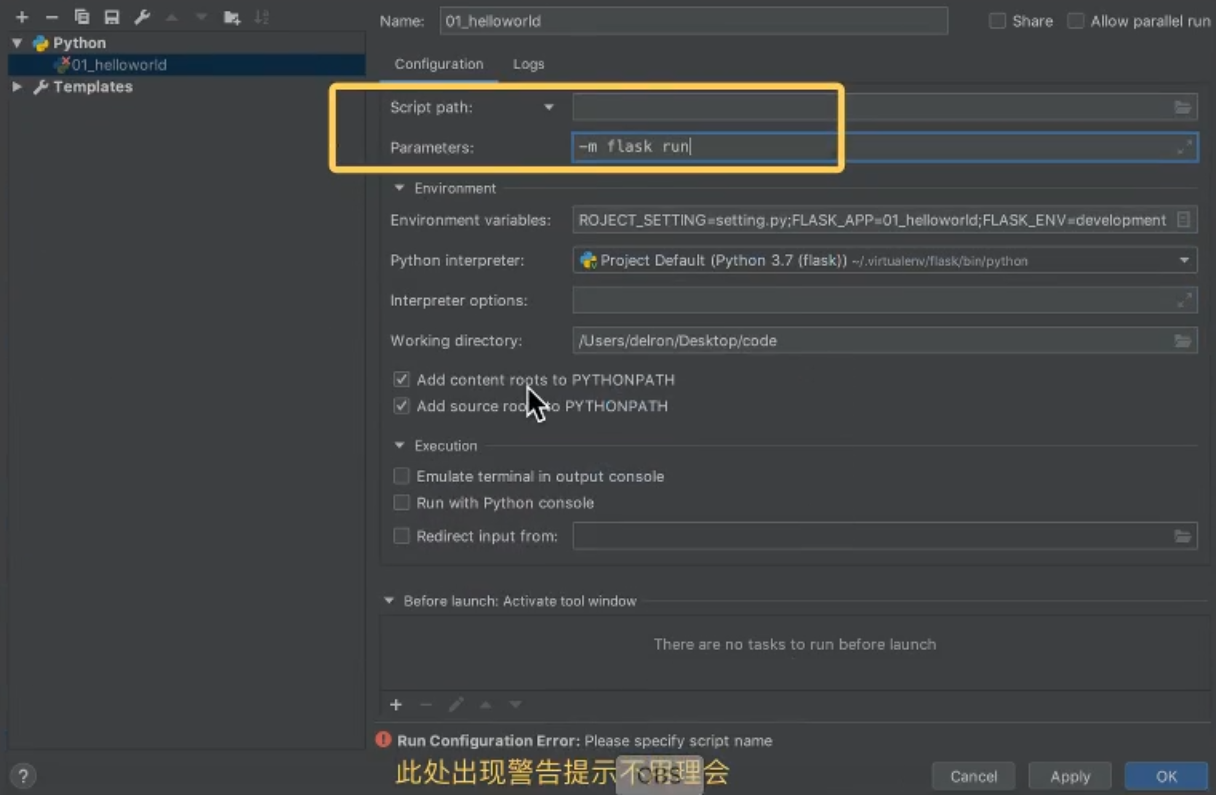 Name: 01_helloworld Share Allow parallel run
Python
01_helloworld
Templates
Configuration Logs
Script path:
Parameters: -m flask run
Environment
Environment variables: ROJECT_SETTING=setting.py;FLASK_APP=01_helloworld;FLASK_ENV=development
Python interpreter: Project Default (Python 3.7 (flask)) ~/.virtualenv/flask/bin/python
Interpreter options:
Working directory: /Users/delron/Desktop/code
Add content roots to PYTHONPATH
Add source roots to PYTHONPATH
Execution
Emulate terminal in output console
Run with Python console
Redirect input from:
Before launch: Activate tool window
There are no tasks to run before launch
Run Configuration Error: Please specify script name
此处出现警告提示不用理会
OBS
? Cancel Apply OK